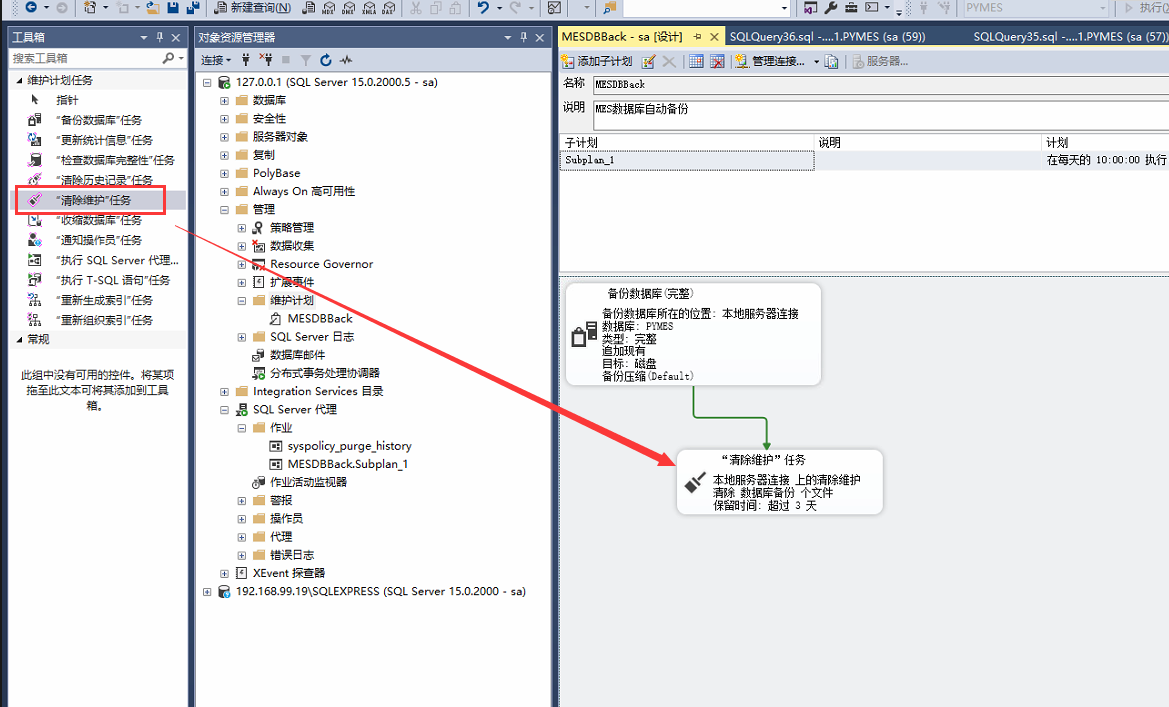 新建查询(N)
MDX
DMX
XMLA
DAX
PYMES
执行(
工具箱
搜索工具箱
维护计划任务
指针
“备份数据库”任务
“更新统计信息”任务
“检查数据库完整性”任务
“清除历史记录”任务
“清除维护”任务
“收缩数据库”任务
“通知操作员”任务
“执行 SQL Server 代理...
“执行 T-SQL 语句”任务
“重新生成索引”任务
“重新组织索引”任务
常规
此组中没有可用的控件。将某项
拖至此文本可将其添加到工具
箱。
对象资源管理器
连接
127.0.0.1 (SQL Server 15.0.2000.5 - sa)
数据库
安全性
服务器对象
复制
PolyBase
Always On 高可用性
管理
策略管理
数据收集
Resource Governor
扩展事件
维护计划
MESDBBack
SQL Server 日志
数据库邮件
分布式事务处理协调器
Integration Services 目录
SQL Server 代理
作业
syspolicy_purge_history
MESDBBack.Subplan_1
作业活动监视器
警报
操作员
代理
错误日志
XEvent 探查器
192.168.99.19\SQLEXPRESS (SQL Server 15.0.2000 - sa)
MESDBBack - sa [设计]
SQLQuery36.sql -....1.PYMES (sa (59))
SQLQuery35.sql -....1.PYMES (sa (57))
添加子计划
管理连接...
服务器...
名称
MESDBBack
说明
MES数据库自动备份
子计划
说明
计划
Subplan_1
在每天的 10:00:00 执行
备份数据库(完整)
备份数据库所在的位置: 本地服务器连接
数据库: PYMES
类型: 完整
追加现有
目标: 磁盘
备份压缩(Default)
“清除维护”任务
本地服务器连接 上的清除维护
清除 数据库备份 个文件
保留时间: 超过 3 天